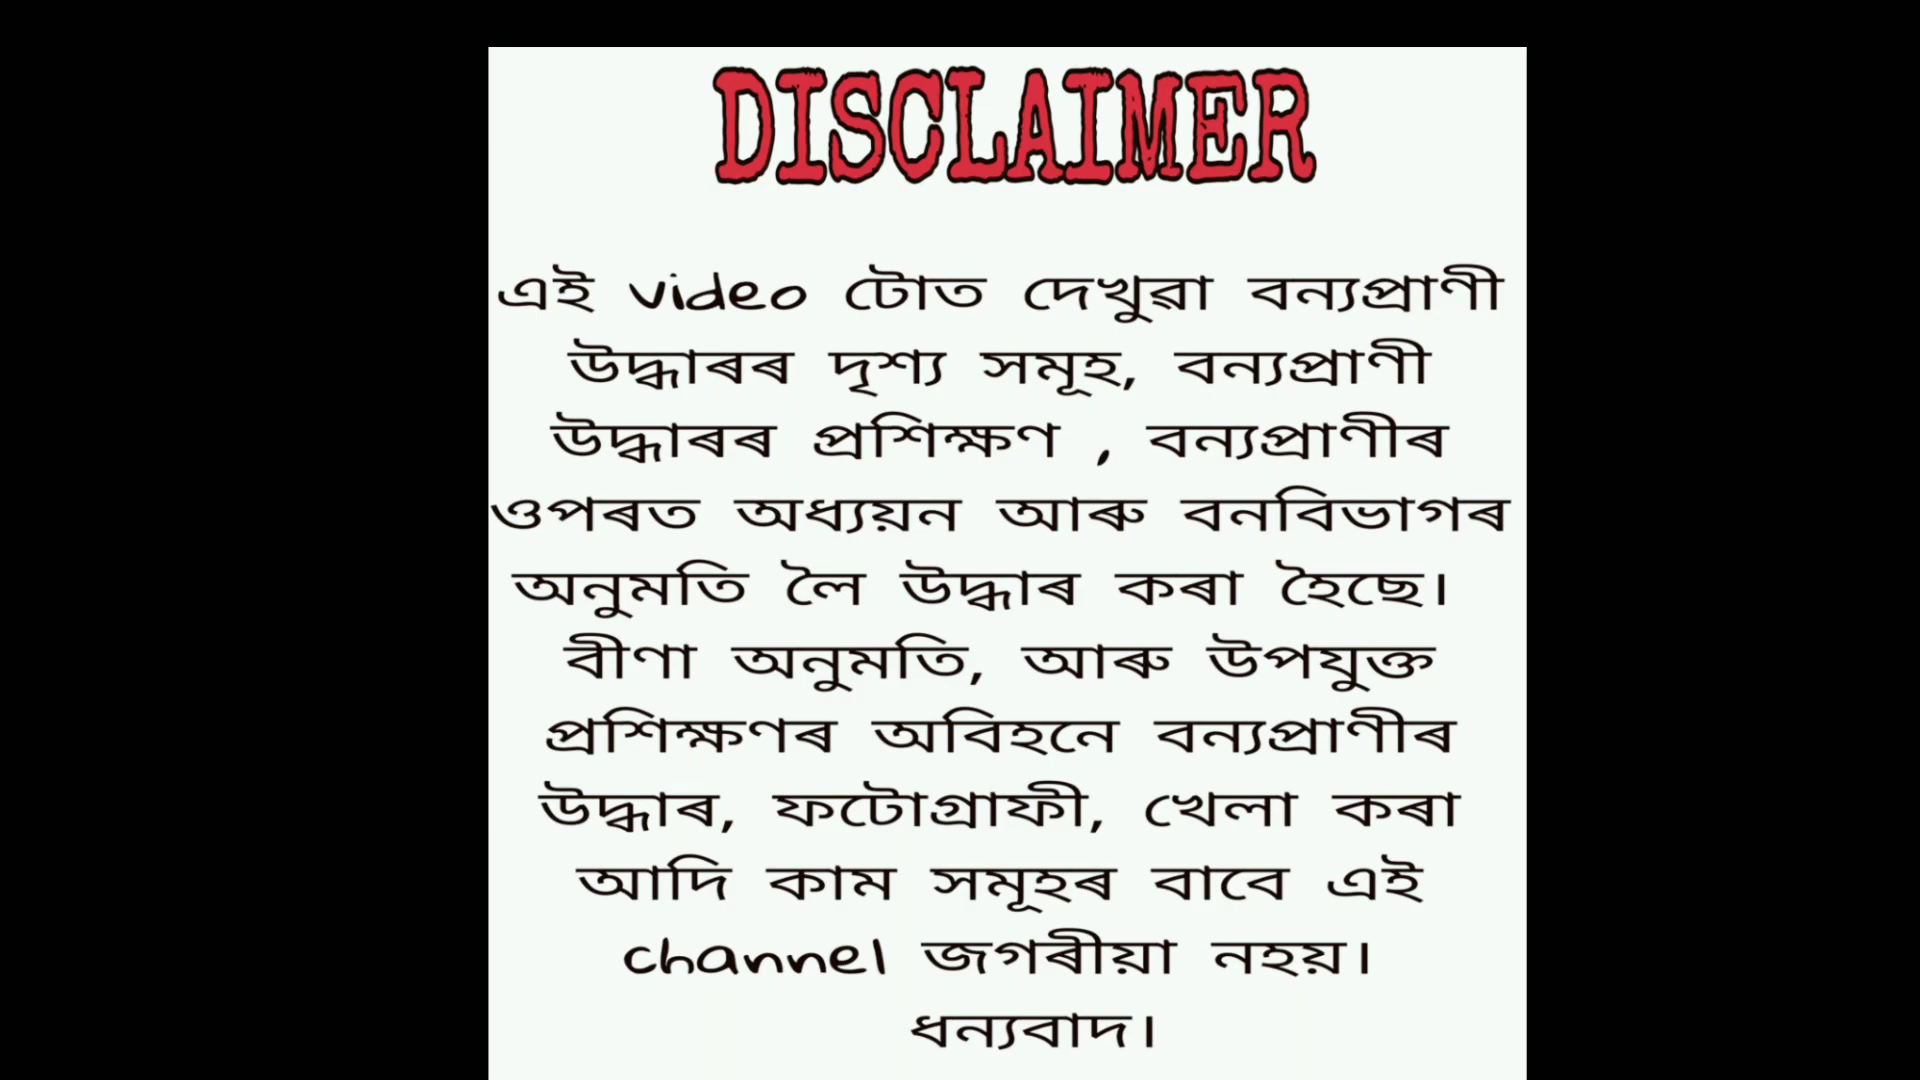 DISCLAIMER
এই video টোত দেখুৱা বন্যপ্ৰাণী
উদ্ধাৰৰ দৃশ্য সমূহ, বন্যপ্ৰাণী
উদ্ধাৰৰ প্ৰশিক্ষণ , বন্যপ্ৰাণীৰ
ওপৰত অধ্যয়ন আৰু বনবিভাগৰ
অনুমতি লৈ উদ্ধাৰ কৰা হৈছে।
বীণা অনুমতি, আৰু উপযুক্ত
প্ৰশিক্ষণৰ অবিহনে বন্যপ্ৰাণীৰ
উদ্ধাৰ, ফটোগ্ৰাফী, খেলা কৰা
আদি কাম সমূহৰ বাবে এই
channel জগৰীয়া নহয়।
ধন্যবাদ।